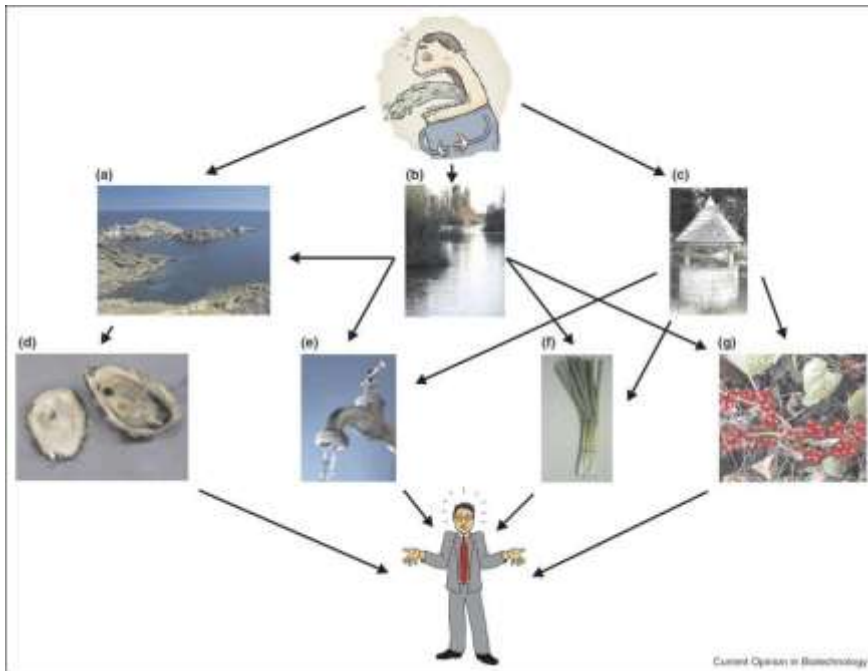 (a)
(b)
(c)
(d)
(e)
(f)
(g)
Current Opinion in Biotechnology